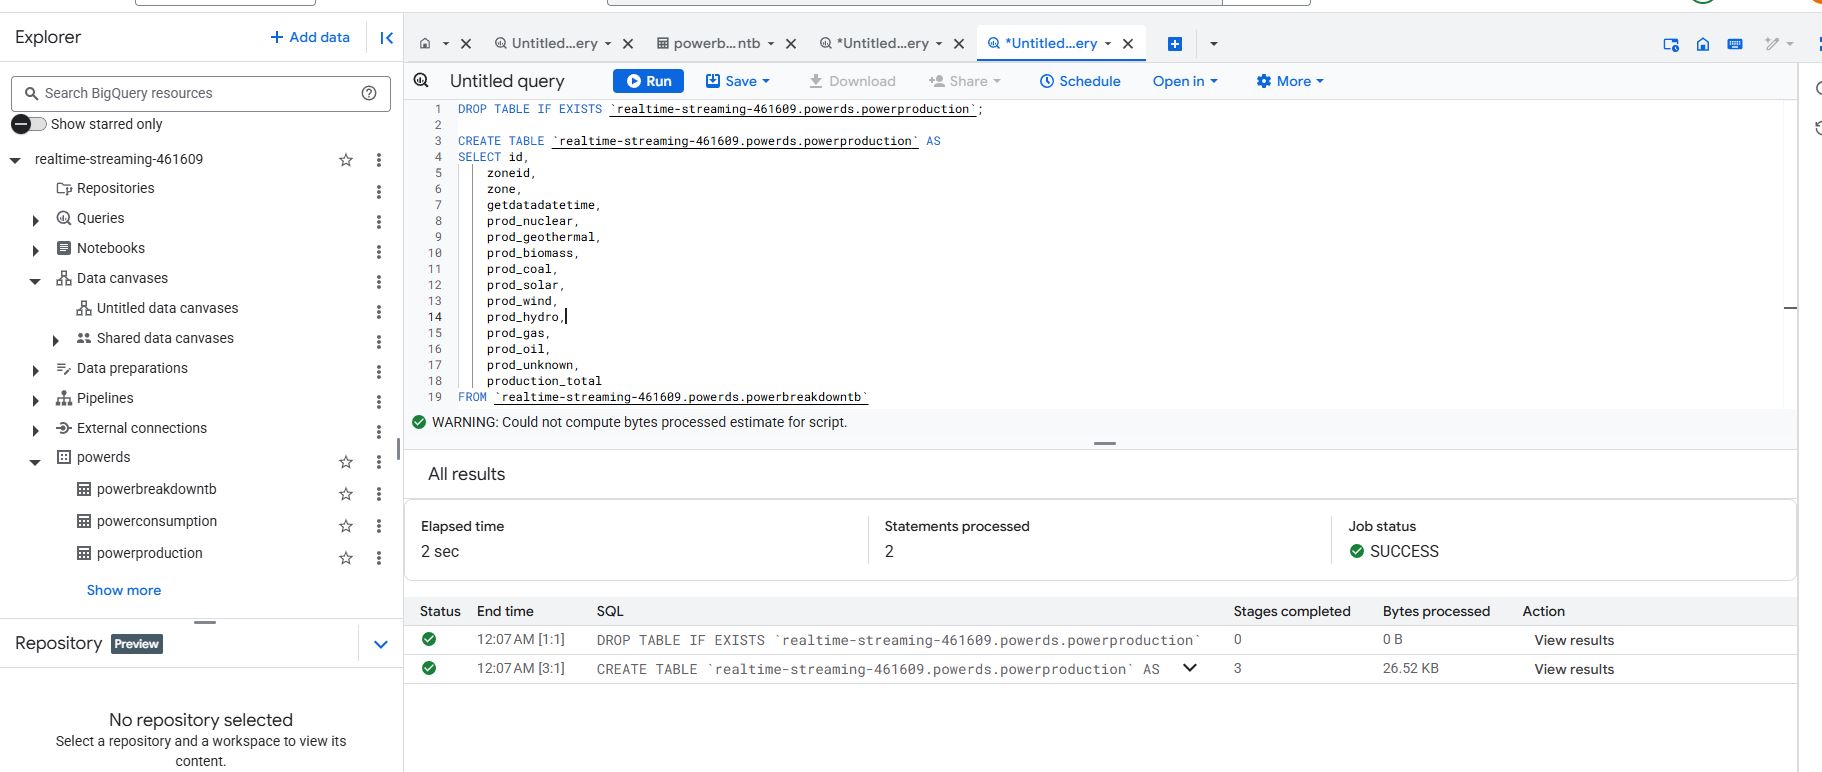 Explorer
+ Add data
Search BigQuery resources
Show starred only
realtime-streaming-461609
Repositories
Queries
Notebooks
Data canvases
Untitled data canvases
Shared data canvases
Data preparations
Pipelines
External connections
powerds
powerbreakdowntb
powerconsumption
powerproduction
Show more
Repository Preview
No repository selected
Select a repository and a workspace to view its
content.
Untitled...ery
powerb...ntb
*Untitled...ery
*Untitled...ery
Untitled query
Run
Save
Download
Share
Schedule
Open in
More
1 DROP TABLE IF EXISTS `realtime-streaming-461609.powerds.powerproduction`;
2
3 CREATE TABLE `realtime-streaming-461609.powerds.powerproduction` AS
4 SELECT id,
5 zoneid,
6 zone,
7 getdatadatetime,
8 prod_nuclear,
9 prod_geothermal,
10 prod_biomass,
11 prod_coal,
12 prod_solar,
13 prod_wind,
14 prod_hydro,
15 prod_gas,
16 prod_oil,
17 prod_unknown,
18 production_total
19 FROM `realtime-streaming-461609.powerds.powerbreakdowntb`
WARNING: Could not compute bytes processed estimate for script.
All results
Elapsed time
2 sec
Statements processed
2
Job status
SUCCESS
Status End time SQL Stages completed Bytes processed Action
12:07 AM [1:1] DROP TABLE IF EXISTS `realtime-streaming-461609.powerds.powerproduction` 0 0 B View results
12:07 AM [3:1] CREATE TABLE `realtime-streaming-461609.powerds.powerproduction` AS 3 26.52 KB View results